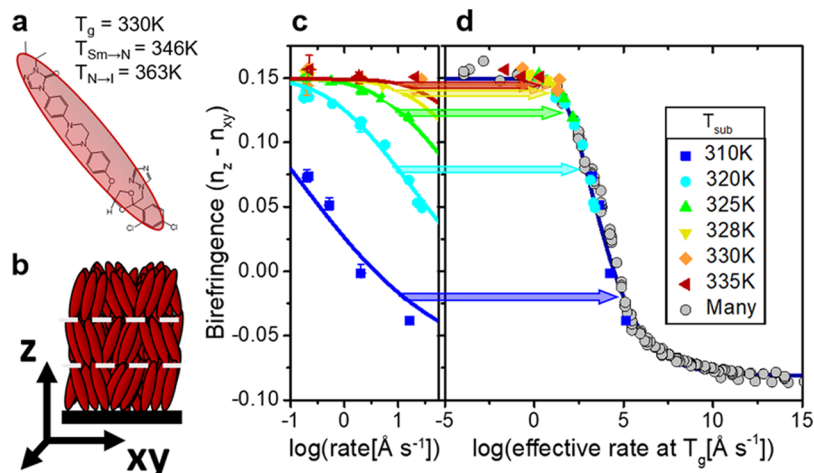 a
T_g = 330K
T_Sm→N = 346K
T_N→I = 363K
N
H
Cl
Cl
b
z
xy
c
d
Birefringence (n_z - n_xy)
0.15
0.10
0.05
0.00
-0.05
-0.10
-1
0
1
-5
0
5
10
15
log(rate[Å s⁻¹])
log(effective rate at T_g[Å s⁻¹])
T_sub
310K
320K
325K
328K
330K
335K
Many